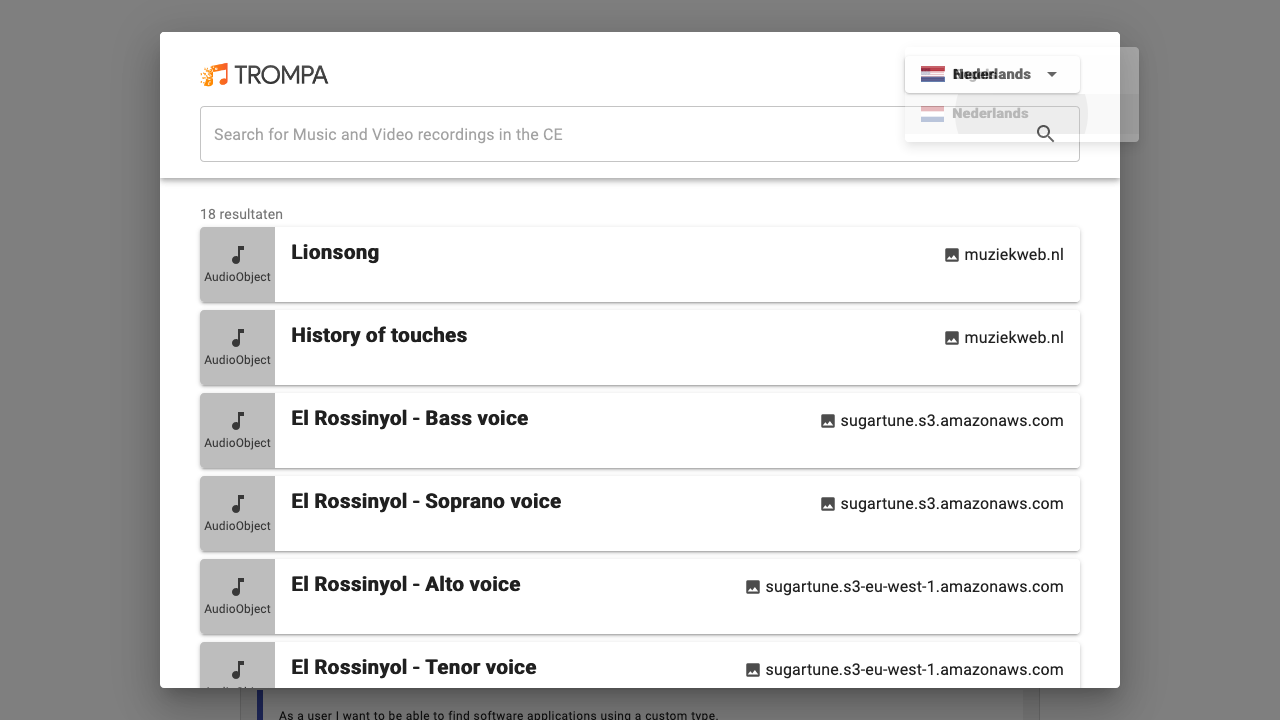 TROMPA
Nederlands
Nederlands
Search for Music and Video recordings in the CE
18 resultaten
AudioObject
Lionsong
muziekweb.nl
AudioObject
History of touches
muziekweb.nl
AudioObject
El Rossinyol - Bass voice
sugartune.s3.amazonaws.com
AudioObject
El Rossinyol - Soprano voice
sugartune.s3.amazonaws.com
AudioObject
El Rossinyol - Alto voice
sugartune.s3-eu-west-1.amazonaws.com
El Rossinyol - Tenor voice
sugartune.s3-eu-west-1.amazonaws.com
As a user I want to be able to find software applications using a custom type.